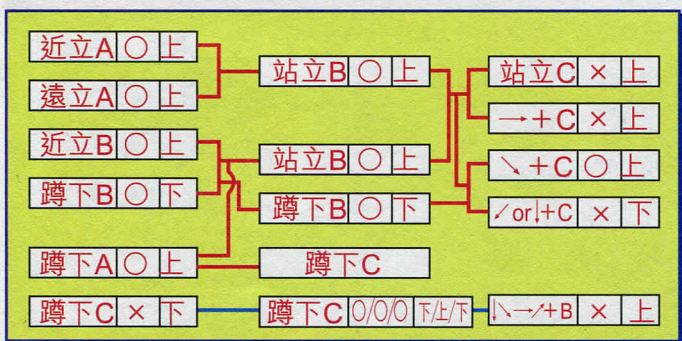 近立A ○ 上
遠立A ○ 上
站立B ○ 上
站立C × 上
→+C × 上
近立B ○ 上
蹲下B ○ 下
站立B ○ 上
蹲下B ○ 下
↘+C ○ 上
↙or↓+C × 下
蹲下A ○ 上
蹲下C
蹲下C × 下
蹲下C ○/○/○ 下/上/下
↓↘→↗+B × 上